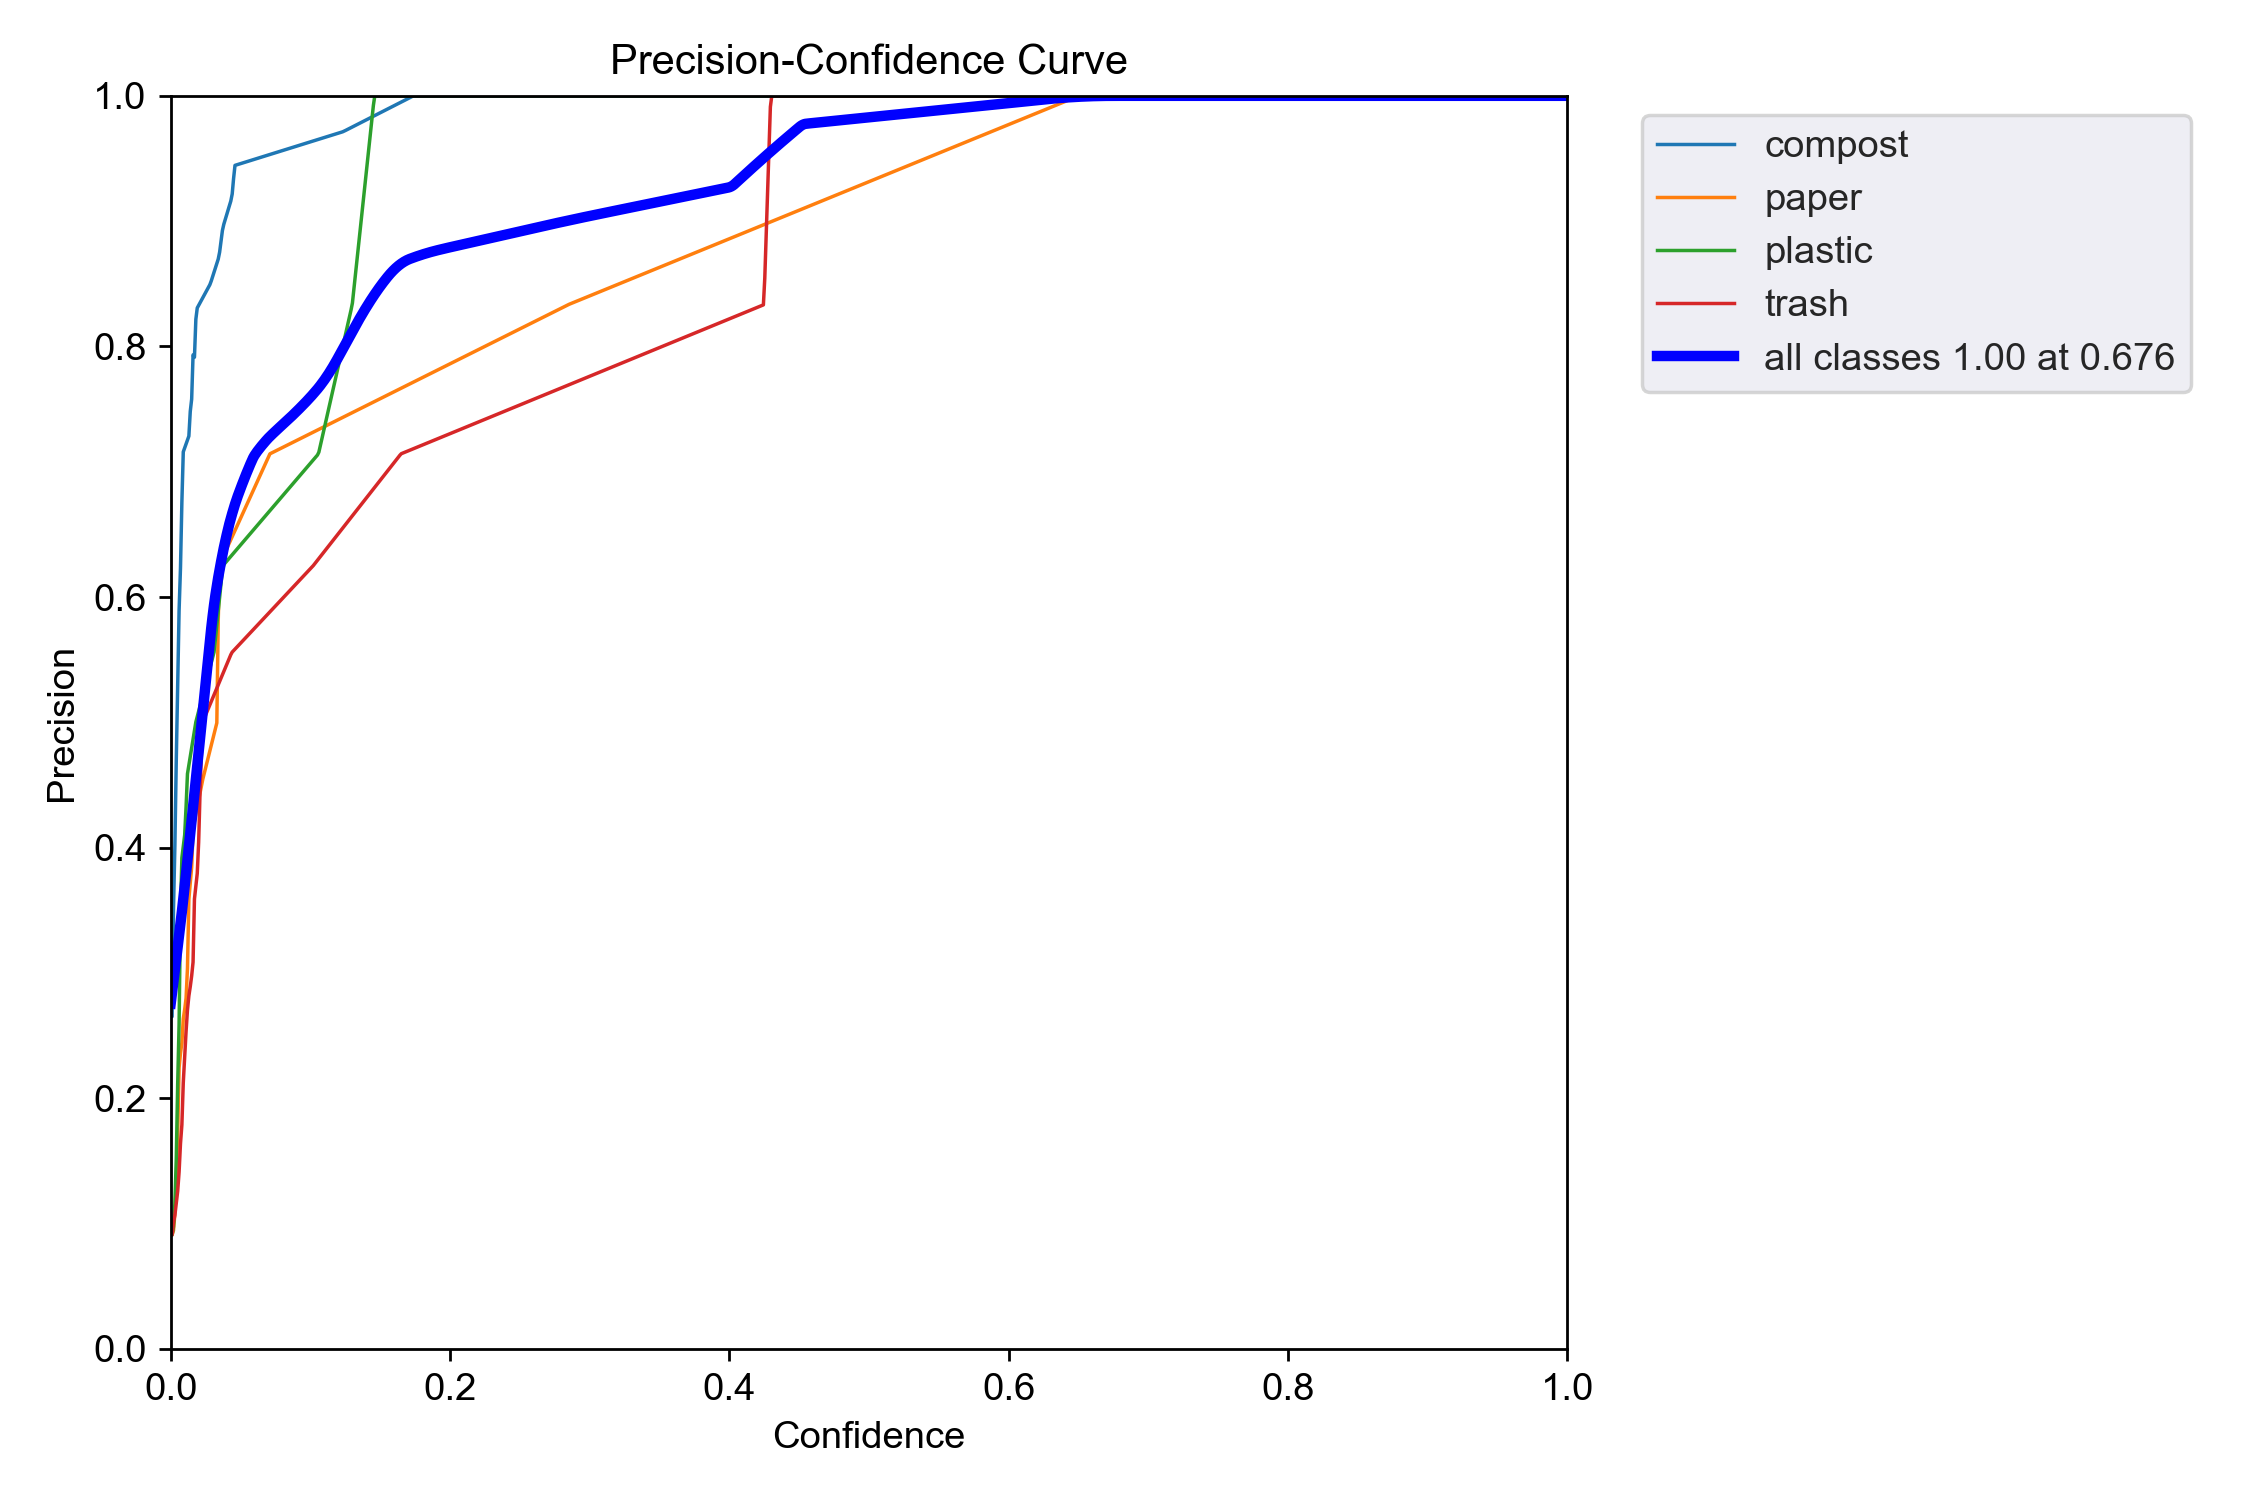 Precision-Confidence Curve
1.0
0.8
0.6
0.4
0.2
0.0
Precision
0.0 0.2 0.4 0.6 0.8 1.0
Confidence
compost
paper
plastic
trash
all classes 1.00 at 0.676